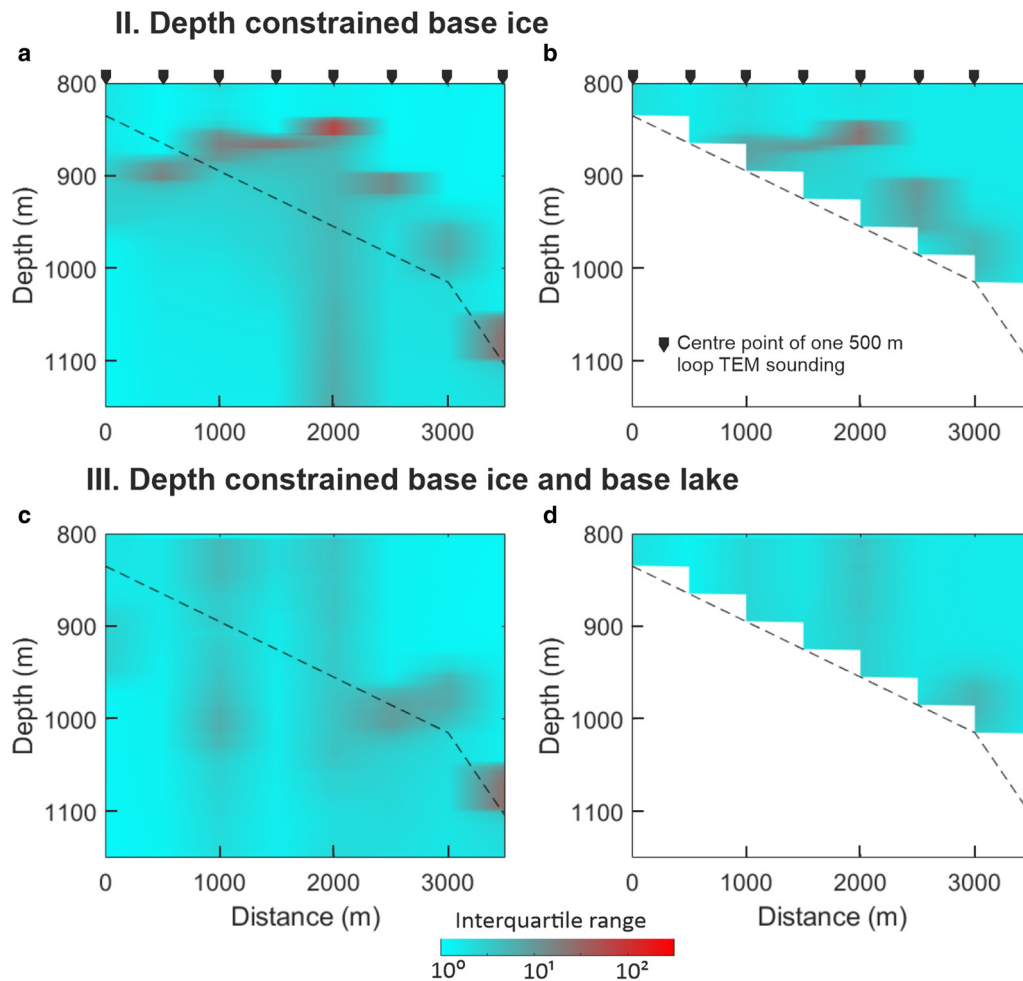 II. Depth constrained base ice
a
b
800
900
1000
1100
Depth (m)
0 1000 2000 3000
800
900
1000
1100
Depth (m)
Centre point of one 500 m
loop TEM sounding
0 1000 2000 3000
III. Depth constrained base ice and base lake
c
d
800
900
1000
1100
Depth (m)
0 1000 2000 3000
Distance (m)
800
900
1000
1100
Depth (m)
0 1000 2000 3000
Distance (m)
Interquartile range
10⁰ 10¹ 10²